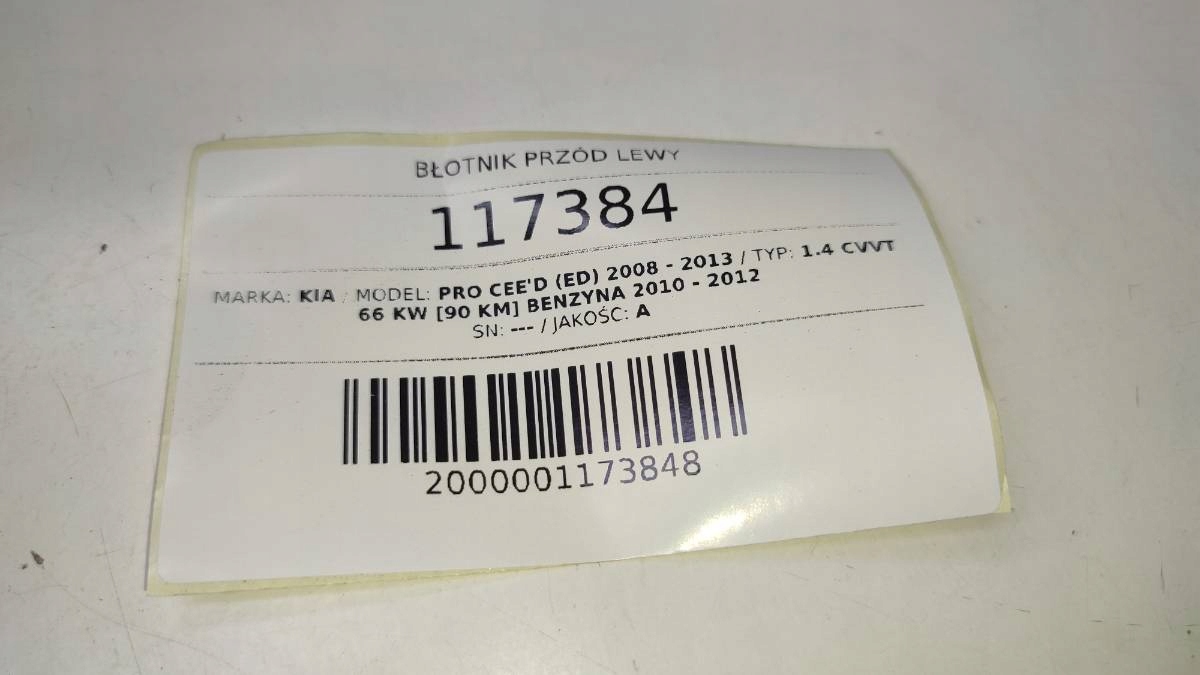 BŁOTNIK PRZÓD LEWY
117384
MARKA: KIA / MODEL: PRO CEE'D (ED) 2008 - 2013 / TYP: 1.4 CVVT
66 KW [90 KM] BENZYNA 2010 - 2012
SN: --- / JAKOŚĆ: A
2000001173848